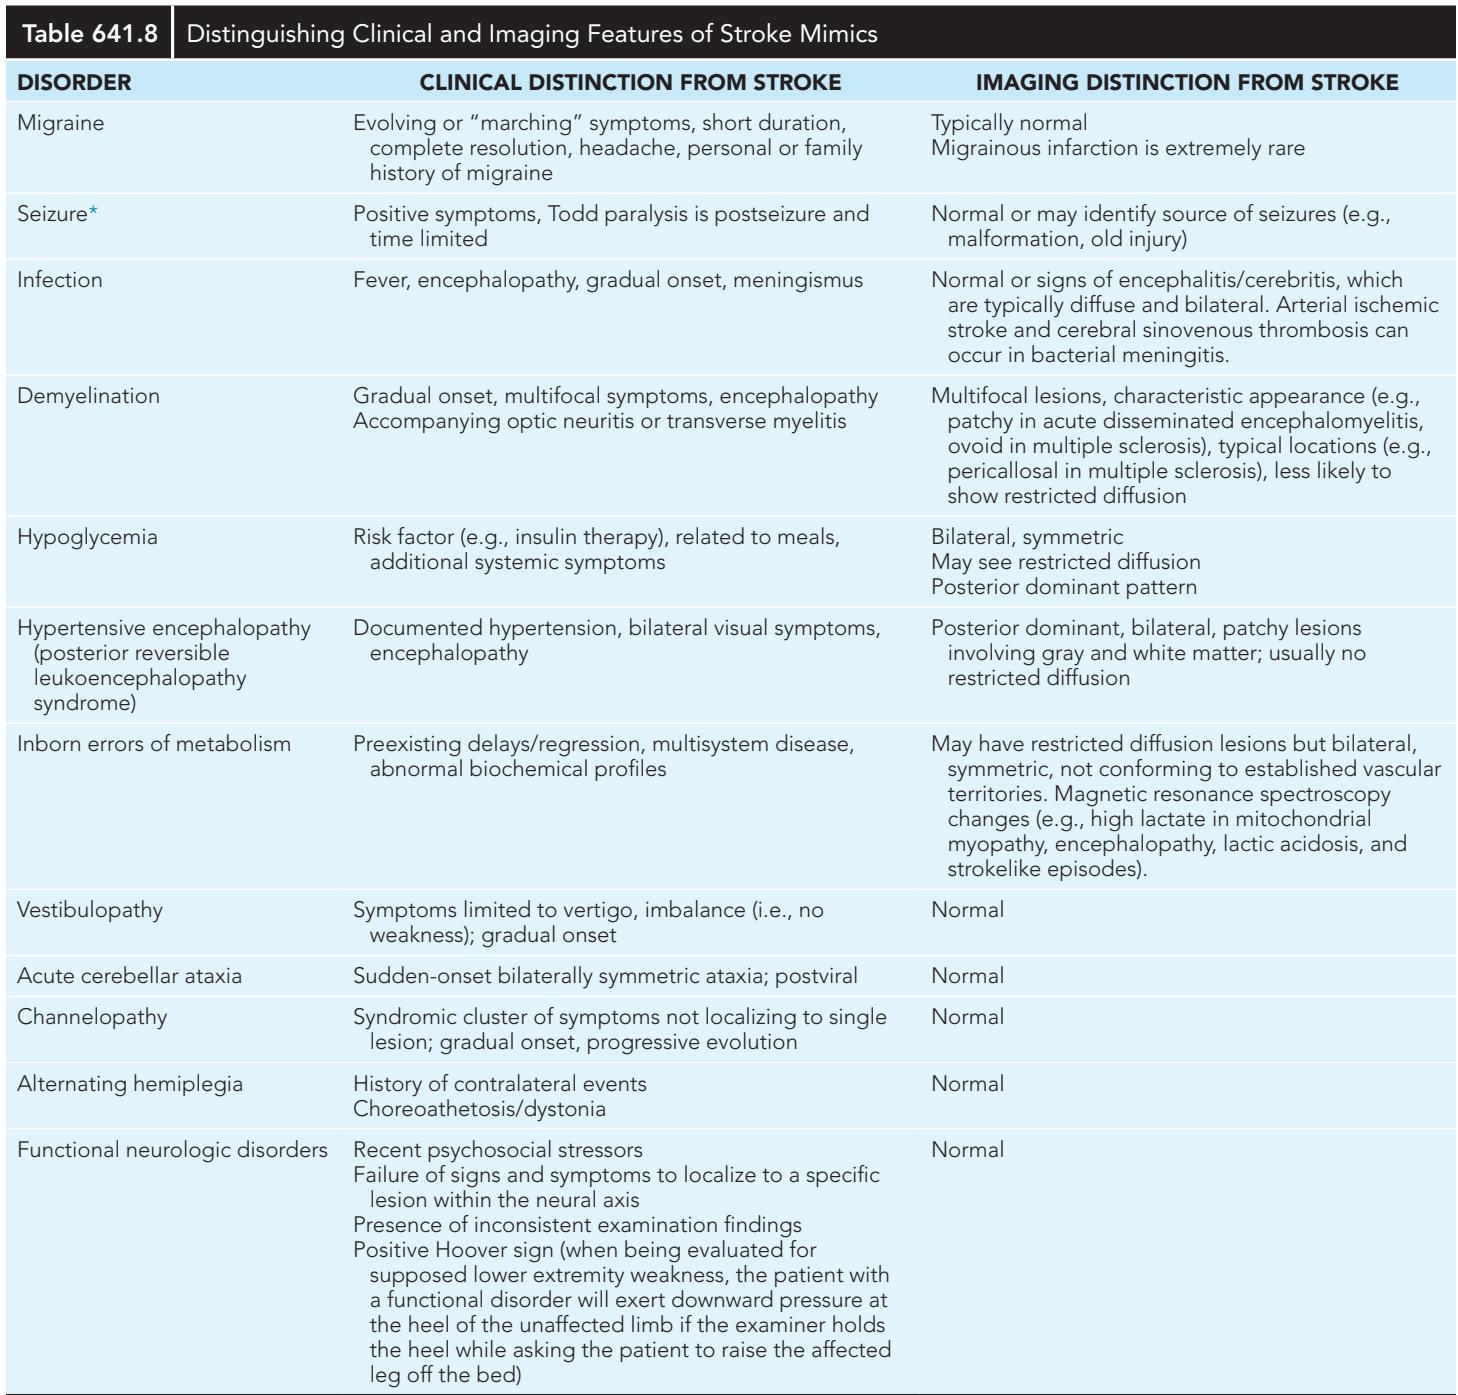 Table 641.8 Distinguishing Clinical and Imaging Features of Stroke Mimics
DISORDER CLINICAL DISTINCTION FROM STROKE IMAGING DISTINCTION FROM STROKE
Migraine Evolving or “marching” symptoms, short duration, Typically normal
complete resolution, headache, personal or family Migrainous infarction is extremely rare
history of migraine
Seizure* Positive symptoms, Todd paralysis is postseizure and Normal or may identify source of seizures (e.g.,
time limited malformation, old injury)
Infection Fever, encephalopathy, gradual onset, meningismus Normal or signs of encephalitis/cerebritis, which
are typically diffuse and bilateral. Arterial ischemic
stroke and cerebral sinovenous thrombosis can
occur in bacterial meningitis.
Demyelination Gradual onset, multifocal symptoms, encephalopathy Multifocal lesions, characteristic appearance (e.g.,
Accompanying optic neuritis or transverse myelitis patchy in acute disseminated encephalomyelitis,
ovoid in multiple sclerosis), typical locations (e.g.,
pericallosal in multiple sclerosis), less likely to
show restricted diffusion
Hypoglycemia Risk factor (e.g., insulin therapy), related to meals, Bilateral, symmetric
additional systemic symptoms May see restricted diffusion
Posterior dominant pattern
Hypertensive encephalopathy Documented hypertension, bilateral visual symptoms, Posterior dominant, bilateral, patchy lesions
(posterior reversible encephalopathy involving gray and white matter; usually no
leukoencephalopathy restricted diffusion
syndrome)
Inborn errors of metabolism Preexisting delays/regression, multisystem disease, May have restricted diffusion lesions but bilateral,
abnormal biochemical profiles symmetric, not conforming to established vascular
territories. Magnetic resonance spectroscopy
changes (e.g., high lactate in mitochondrial
myopathy, encephalopathy, lactic acidosis, and
strokelike episodes).
Vestibulopathy Symptoms limited to vertigo, imbalance (i.e., no Normal
weakness); gradual onset
Acute cerebellar ataxia Sudden-onset bilaterally symmetric ataxia; postviral Normal
Channelopathy Syndromic cluster of symptoms not localizing to single Normal
lesion; gradual onset, progressive evolution
Alternating hemiplegia History of contralateral events Normal
Choreoathetosis/dystonia
Functional neurologic disorders Recent psychosocial stressors Normal
Failure of signs and symptoms to localize to a specific
lesion within the neural axis
Presence of inconsistent examination findings
Positive Hoover sign (when being evaluated for
supposed lower extremity weakness, the patient with
a functional disorder will exert downward pressure at
the heel of the unaffected limb if the examiner holds
the heel while asking the patient to raise the affected
leg off the bed)